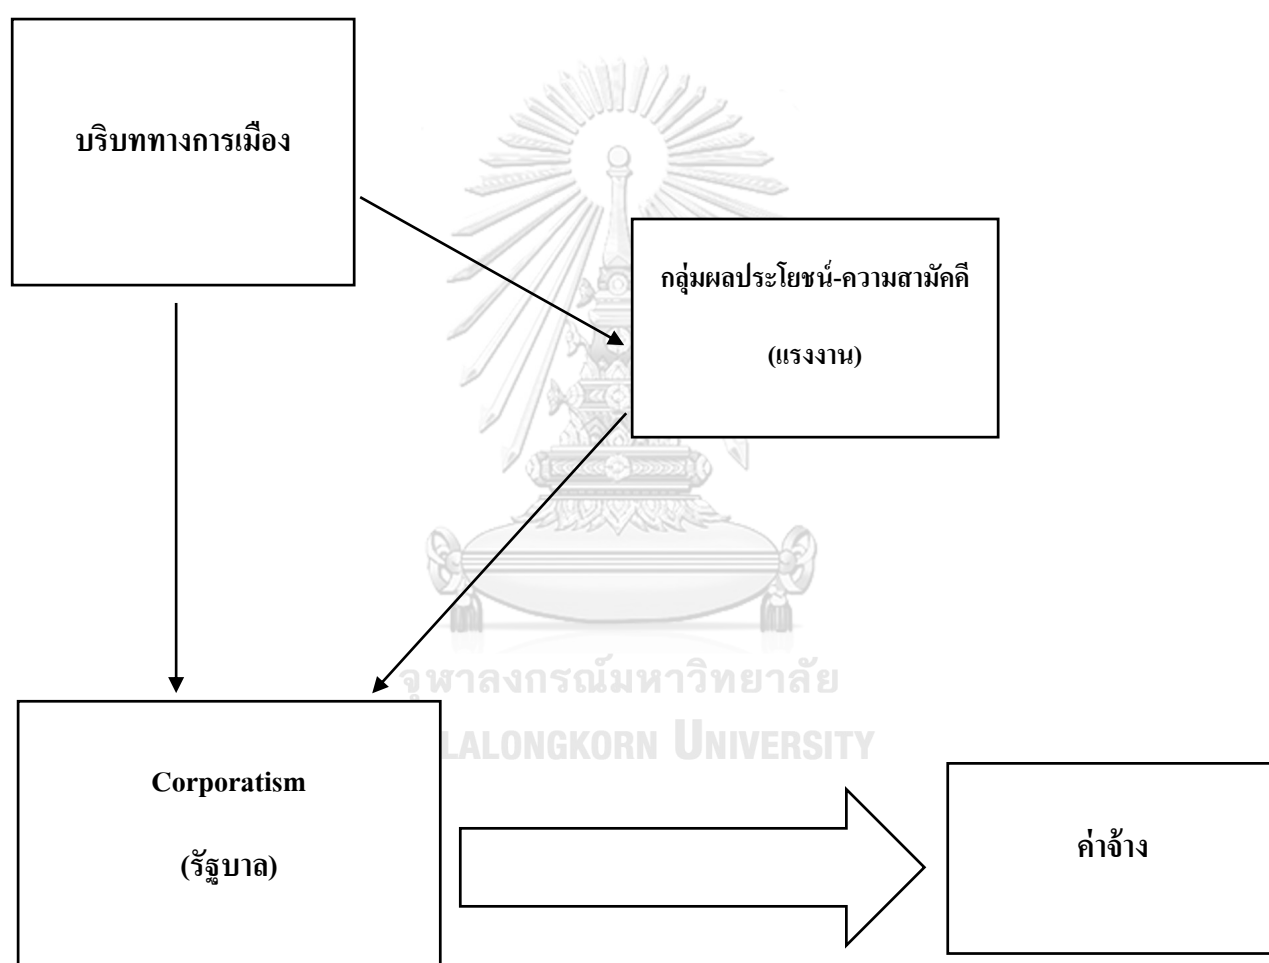 บริบททางการเมือง
กลุ่มผลประโยชน์-ความสามัคคี
(แรงงาน)
จุฬาลงกรณ์มหาวิทยาลัย
LALONGKORN UNIVERSITY
Corporatism
(รัฐบาล)
ค่าจ้าง